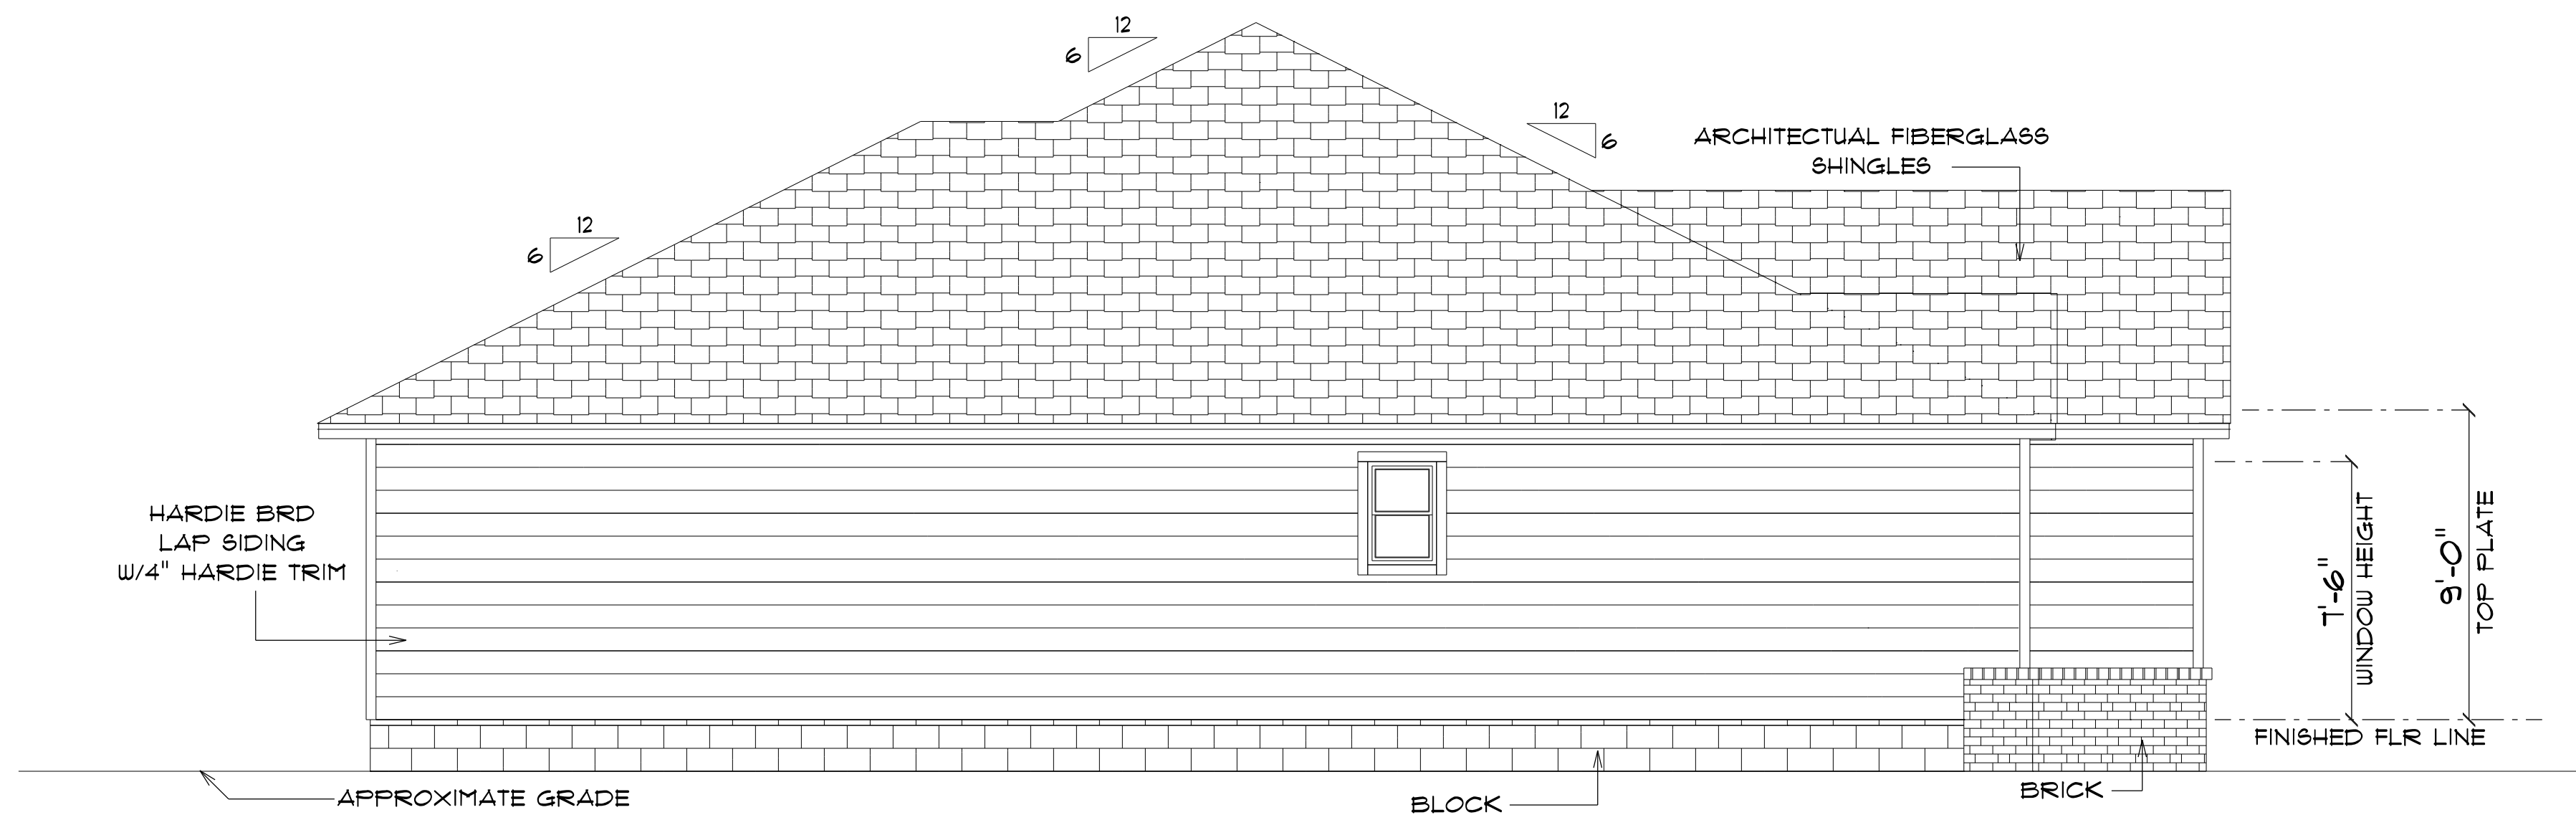 12
6
12
6
ARCHITECTUAL FIBERGLASS
SHINGLES
12
6
HARDIE BRD
LAP SIDING
W/4" HARDIE TRIM
7'-6"
WINDOW HEIGHT
9'-0"
TOP PLATE
FINISHED FLR LINE
APPROXIMATE GRADE
BLOCK
BRICK